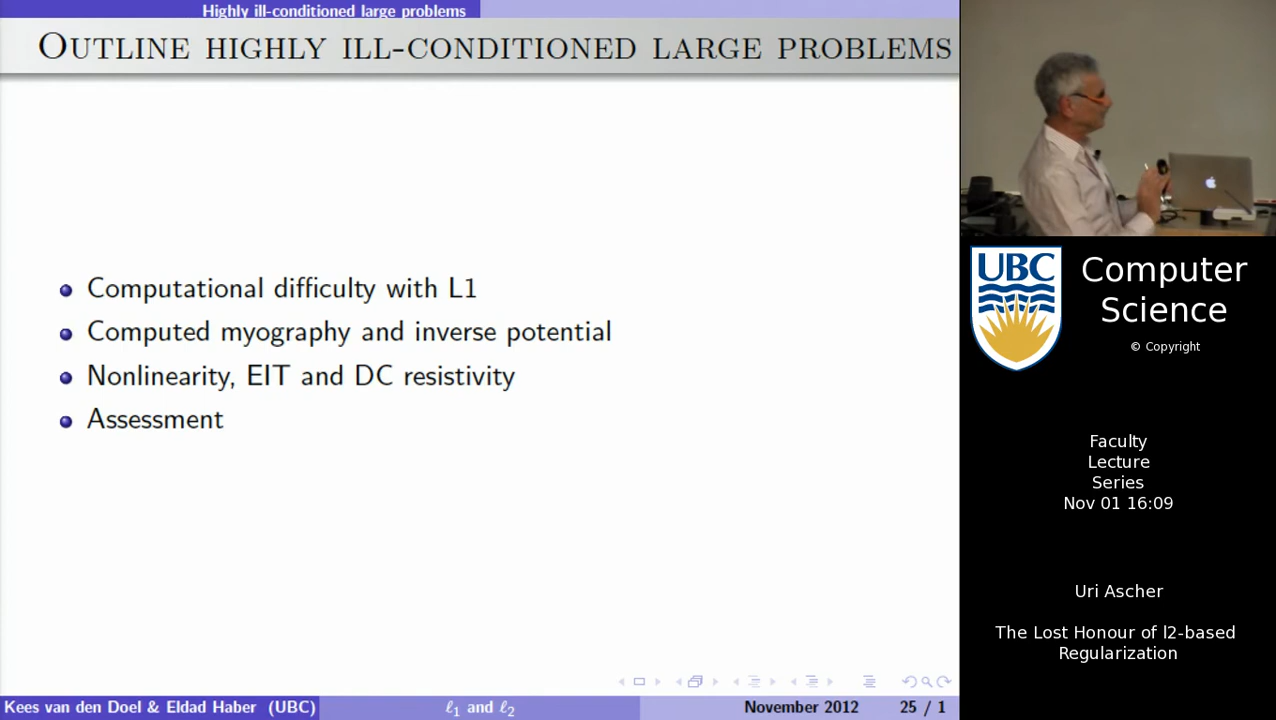 Highly ill-conditioned large problems
OUTLINE HIGHLY ILL-CONDITIONED LARGE PROBLEMS
Computational difficulty with L1
Computed myography and inverse potential
Nonlinearity, EIT and DC resistivity
Assessment
Kees van den Doel & Eldad Haber (UBC)
ℓ1 and ℓ2
November 2012
25 / 1
UBC
Computer
Science
© Copyright
Faculty
Lecture
Series
Nov 01 16:09
Uri Ascher
The Lost Honour of l2-based
Regularization